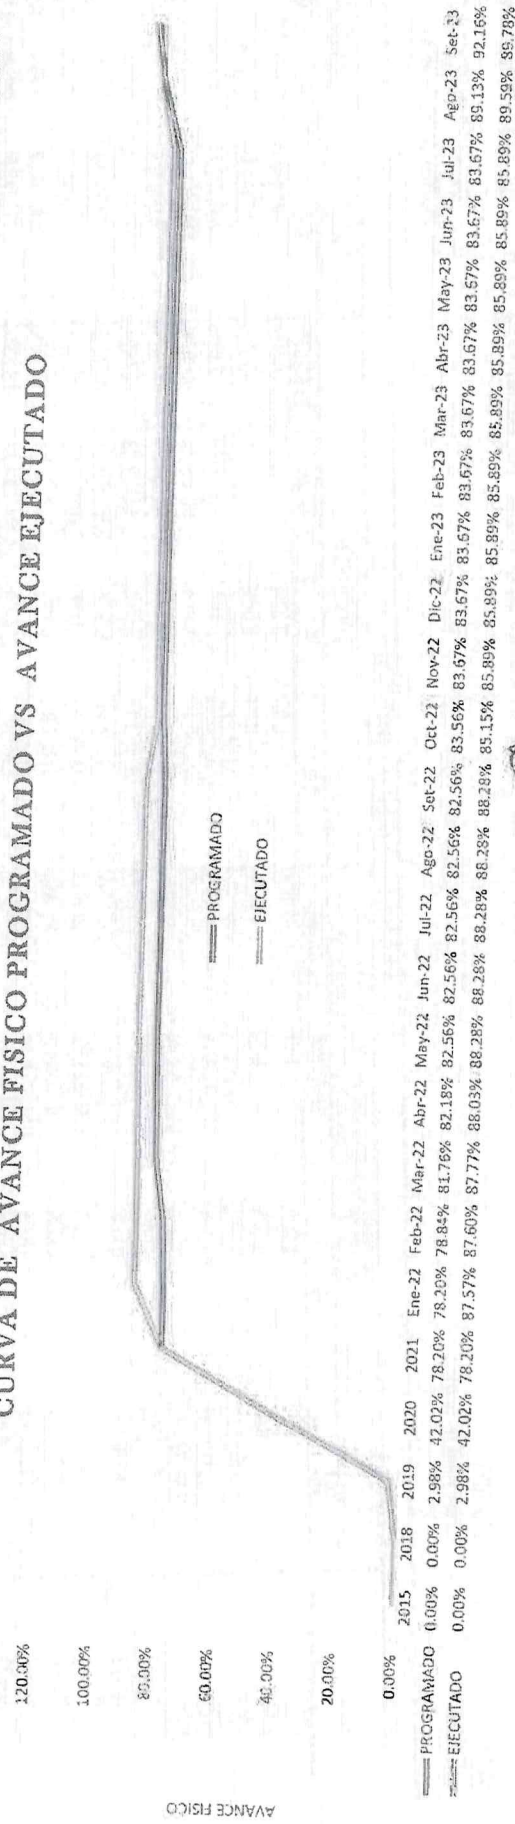 CURVA DE AVANCE FISICO PROGRAMADO VS AVANCE EJECUTADO
AVANCE FISICO
120.00%
100.00%
80.00%
60.00%
40.00%
20.00%
0.00%
PROGRAMADO
EJECUTADO
2015 2018 2019 2020 2021 Ene-22 Feb-22 Mar-22 Abr-22 May-22 Jun-22 Jul-22 Ago-22 Set-22 Oct-22 Nov-22 Dic-22 Ene-23 Feb-23 Mar-23 Abr-23 May-23 Jun-23 Jul-23 Ago-23 Set-23
PROGRAMADO 0.00% 0.00% 2.98% 42.02% 78.20% 78.20% 78.84% 81.76% 82.18% 82.56% 82.56% 82.56% 82.56% 82.56% 83.56% 83.67% 83.67% 83.67% 83.67% 83.67% 83.67% 83.67% 83.67% 83.67% 89.13% 92.16%
EJECUTADO 0.00% 0.00% 2.98% 42.02% 78.20% 87.57% 87.60% 87.77% 88.03% 88.28% 88.28% 88.28% 88.28% 88.28% 85.15% 85.89% 85.89% 85.89% 85.89% 85.89% 85.89% 85.89% 85.89% 85.89% 89.59% 89.78%